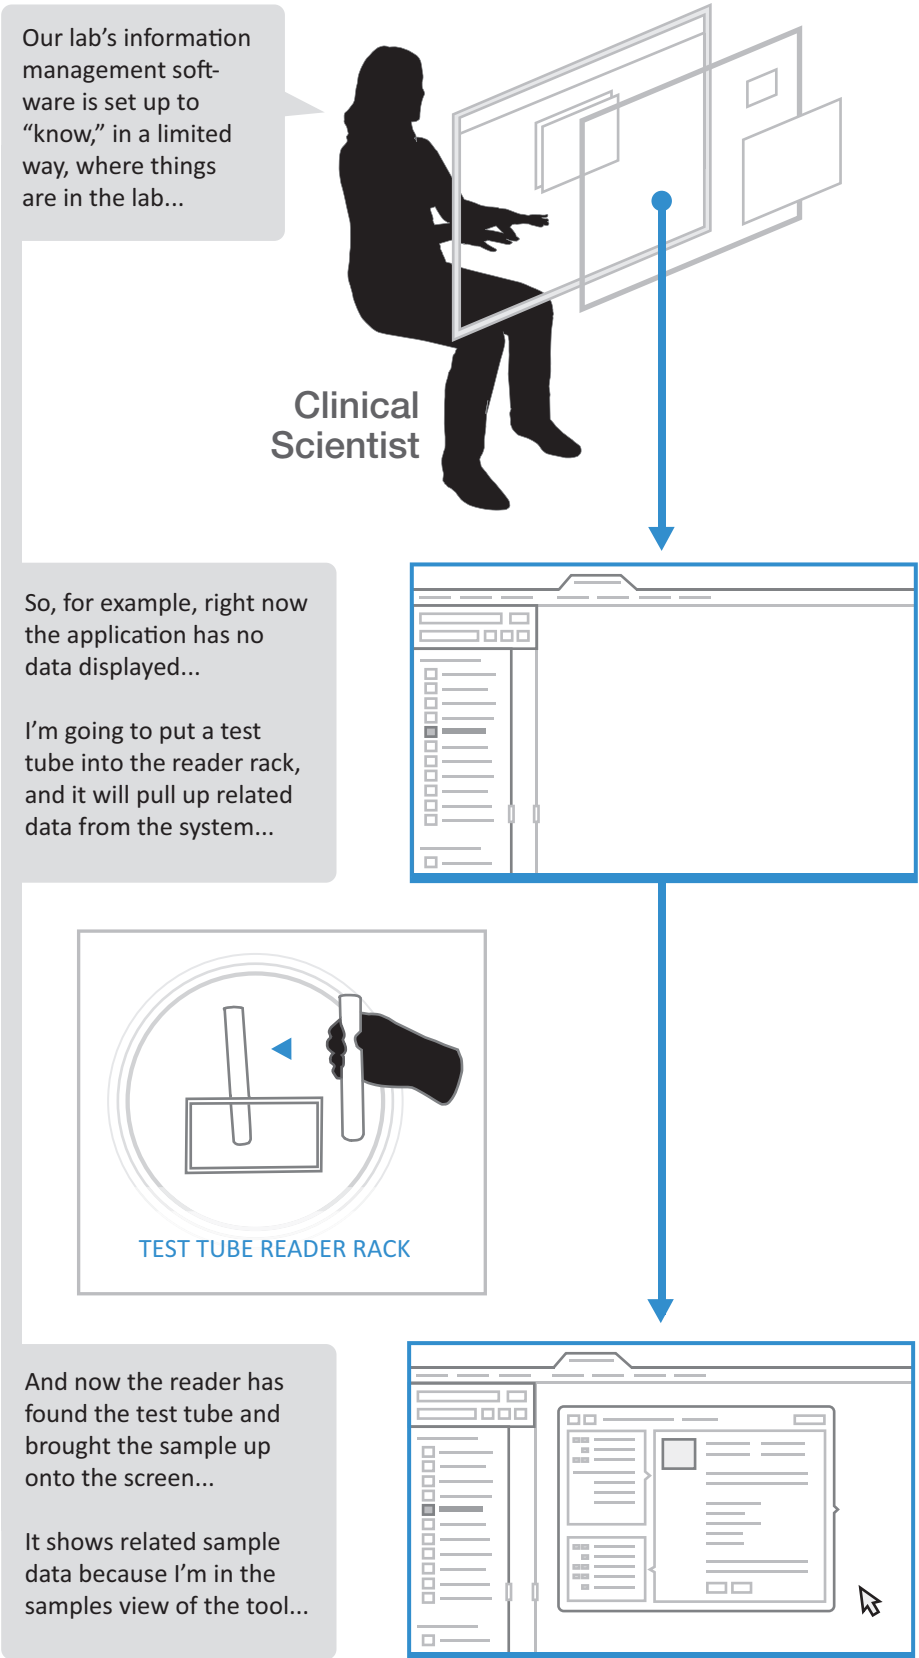 Our lab’s information
management soft-
ware is set up to
“know,” in a limited
way, where things
are in the lab...
Clinical
Scientist
So, for example, right now
the application has no
data displayed...
I’m going to put a test
tube into the reader rack,
and it will pull up related
data from the system...
TEST TUBE READER RACK
And now the reader has
found the test tube and
brought the sample up
onto the screen...
It shows related sample
data because I’m in the
samples view of the tool...